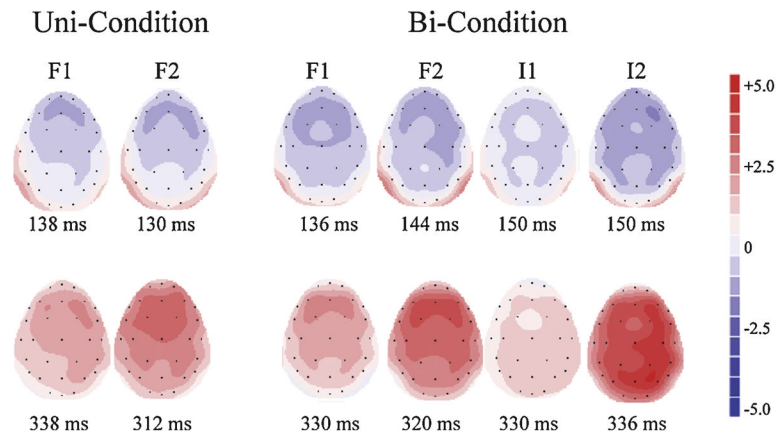 Uni-Condition Bi-Condition
F1 F2 F1 F2 I1 I2
138 ms 130 ms 136 ms 144 ms 150 ms 150 ms
338 ms 312 ms 330 ms 320 ms 330 ms 336 ms
+5.0
+2.5
0
-2.5
-5.0